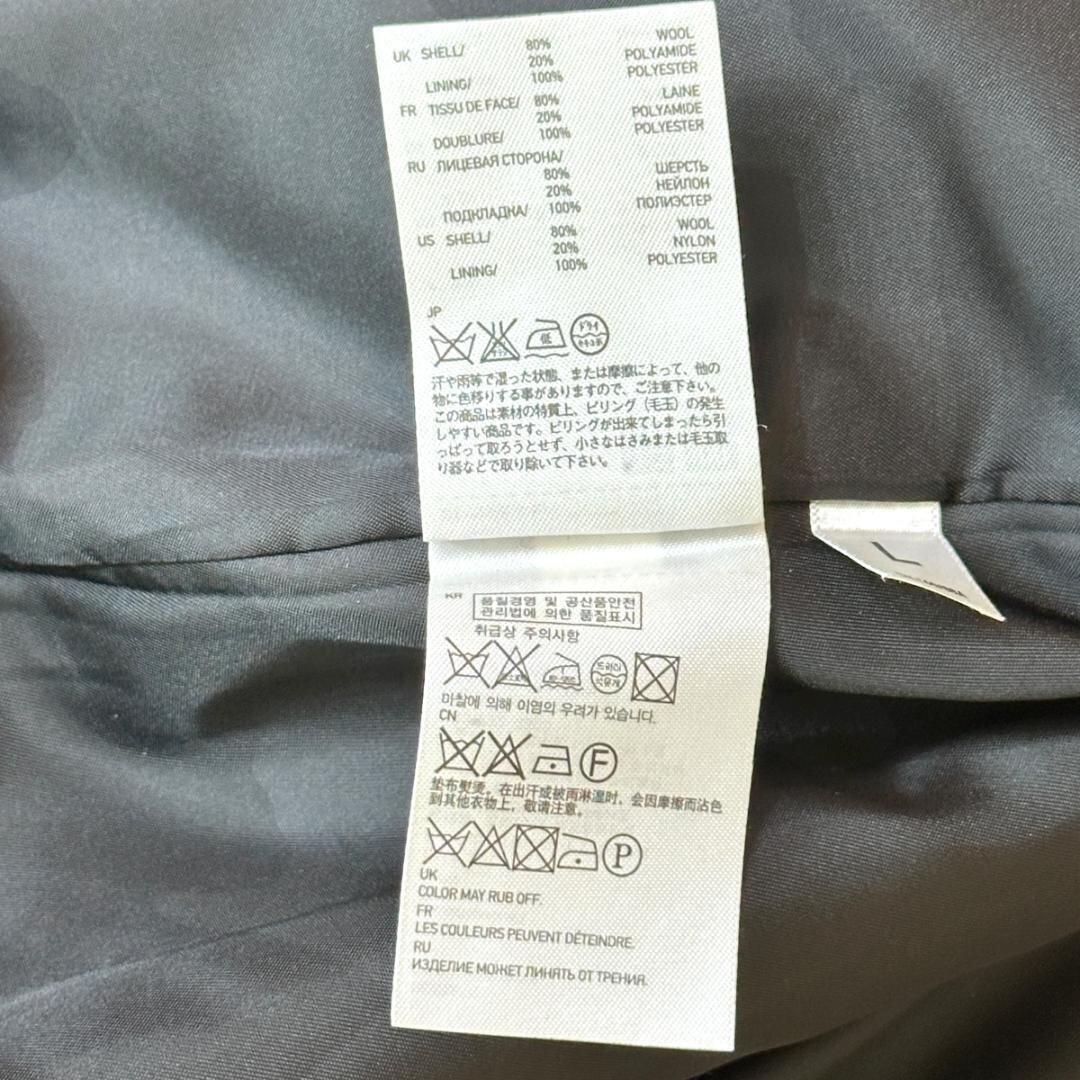 UK SHELL/ 80% WOOL
20% POLYAMIDE
LINING/ 100% POLYESTER
FR TISSU DE FACE/ 80% LAINE
20% POLYAMIDE
DOUBLURE/ 100% POLYESTER
RU ЛИЦЕВАЯ СТОРОНА/
80% ШЕРСТЬ
20% НЕЙЛОН
ПОДКЛАДКА/ 100% ПОЛИЭСТЕР
US SHELL/ 80% WOOL
20% NYLON
LINING/ 100% POLYESTER
JP
低 ドライ
汗や雨等で湿った状態、または摩擦によって、他の
物に色移りする事がありますので、ご注意下さい。
この商品は素材の特質上、ピリング（毛玉）の発生
しやすい商品です。ピリングが出来てしまったら引
っぱって取ろうとせず、小さなはさみまたは毛玉取
り器などで取り除いて下さい。
L
KR 품질경영 및 공산품안전
관리법에 의한 품질표시
취급상 주의사항
드라이
마찰에 의해 이염의 우려가 있습니다.
CN
F
垫布熨烫。在出汗或被雨淋湿时，会因摩擦而沾色
到其他衣物上，敬请注意。
P
UK
COLOR MAY RUB OFF.
FR
LES COULEURS PEUVENT DÉTEINDRE.
RU
ИЗДЕЛИЕ МОЖЕТ ЛИНЯТЬ ОТ ТРЕНИЯ.